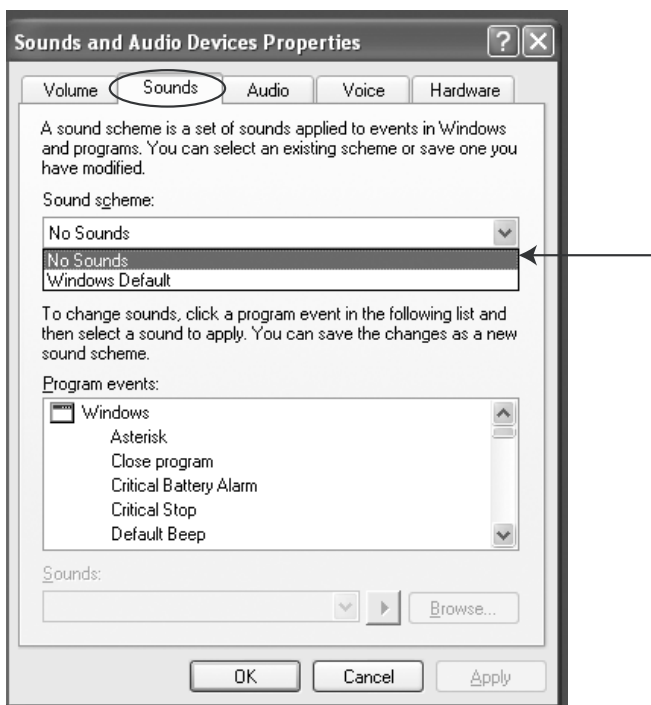 Sounds and Audio Devices Properties
Volume Sounds Audio Voice Hardware
A sound scheme is a set of sounds applied to events in Windows
and programs. You can select an existing scheme or save one you
have modified.
Sound scheme:
No Sounds
No Sounds
Windows Default
To change sounds, click a program event in the following list and
then select a sound to apply. You can save the changes as a new
sound scheme.
Program events:
Windows
Asterisk
Close program
Critical Battery Alarm
Critical Stop
Default Beep
Sounds:
Browse...
OK Cancel Apply